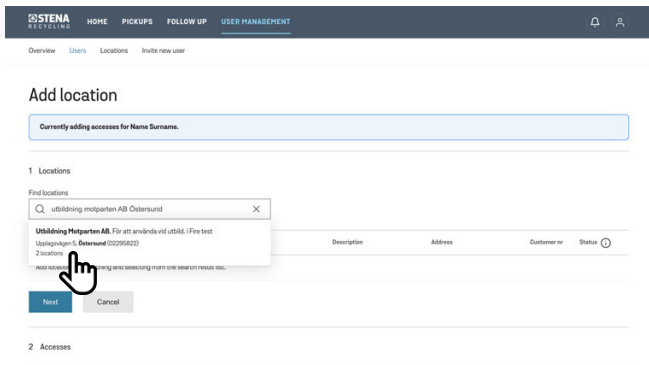 STENA
RECYCLING
HOME PICKUPS FOLLOW UP USER MANAGEMENT
Overview Users Locations Invite new user
Add location
Currently adding accesses for Name Surname.
1 Locations
Find locations
utbildning motparten AB Östersund
Utbildning Motparten AB. För att använda vid utbild. i Fire test
Upplagsvägen 5, Östersund (02295822)
2 locations
Description Address Customer nr Status
Add location searching and selecting from the search result list.
Next Cancel
2 Accesses